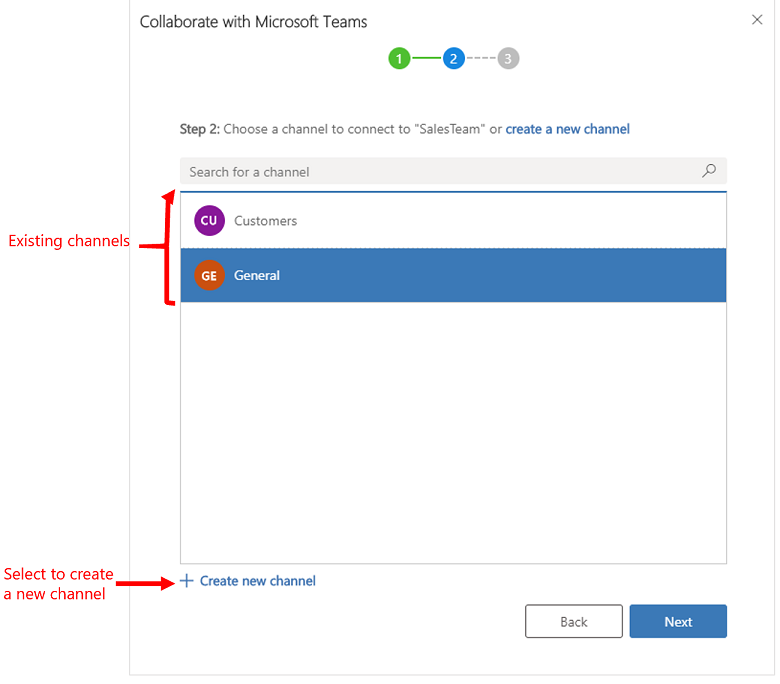 Collaborate with Microsoft Teams
1 2 3
Step 2: Choose a channel to connect to "SalesTeam" or create a new channel
Search for a channel
CU Customers
Existing channels
GE General
Select to create
a new channel
Create new channel
Back Next